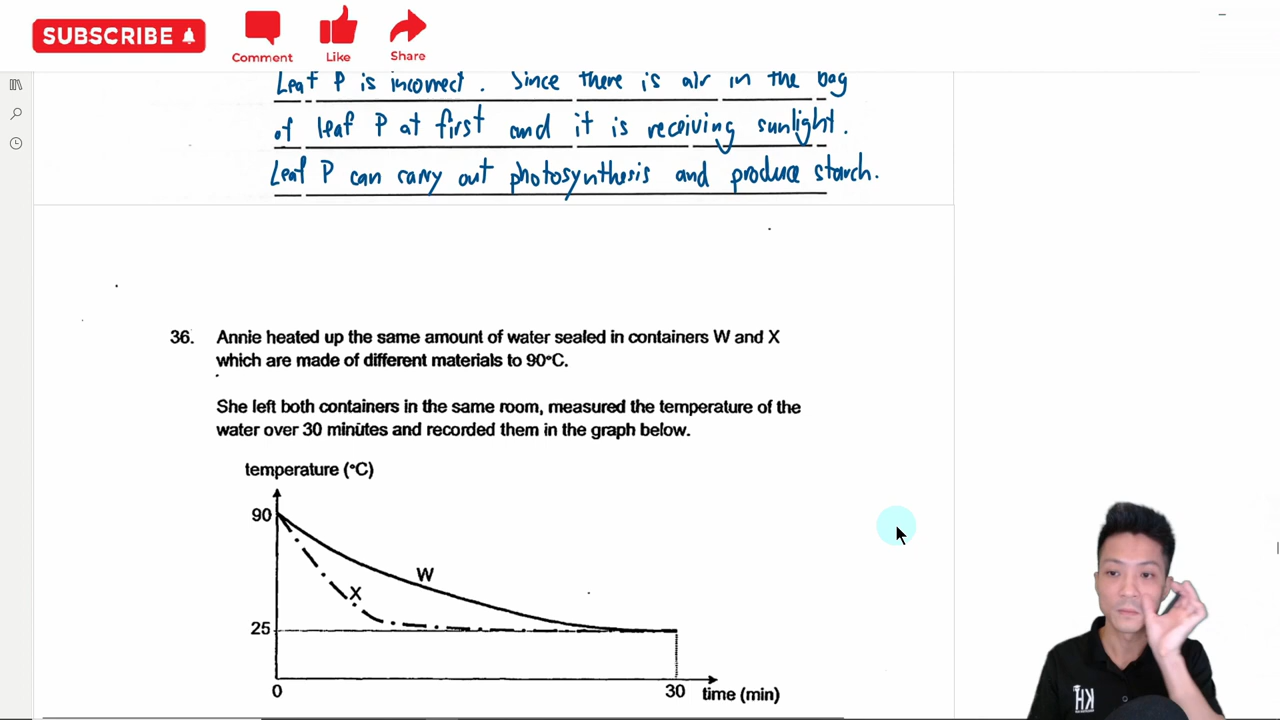 SUBSCRIBE
Comment
Like
Share
Leaf P is incorrect. Since there is air in the bag
of leaf P at first and it is receiving sunlight.
Leaf P can carry out photosynthesis and produce starch.
36. Annie heated up the same amount of water sealed in containers W and X
which are made of different materials to 90°C.
She left both containers in the same room, measured the temperature of the
water over 30 minutes and recorded them in the graph below.
temperature (°C)
90
W
X
25
0
30 time (min)
HK